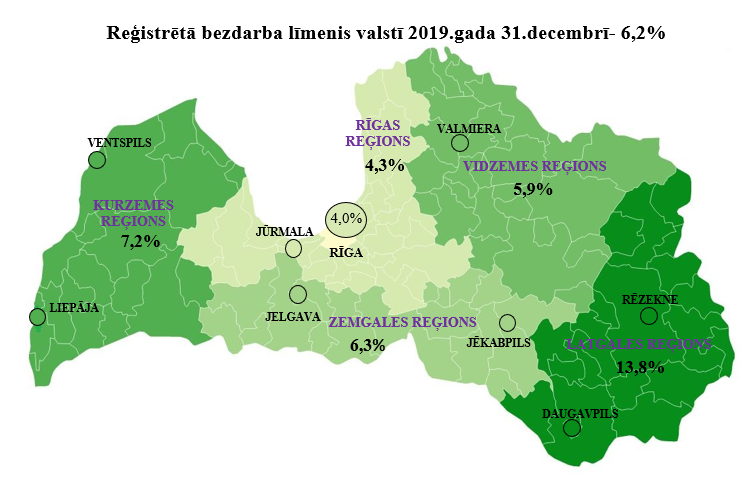 Reģistrētā bezdarba līmenis valstī 2019.gada 31.decembrī- 6,2%
RĪGAS
REĢIONS
4,3%
VALMIERA
VENTSPILS
VIDZEMES REĢIONS
5,9%
KURZEMES
REĢIONS
7,2%
4,0%
JŪRMALA
RĪGA
LIEPĀJA
JELGAVA
ZEMGALES REĢIONS
6,3%
JĒKABPILS
RĒZEKNE
LATGALES REĢIONS
13,8%
DAUGAVPILS